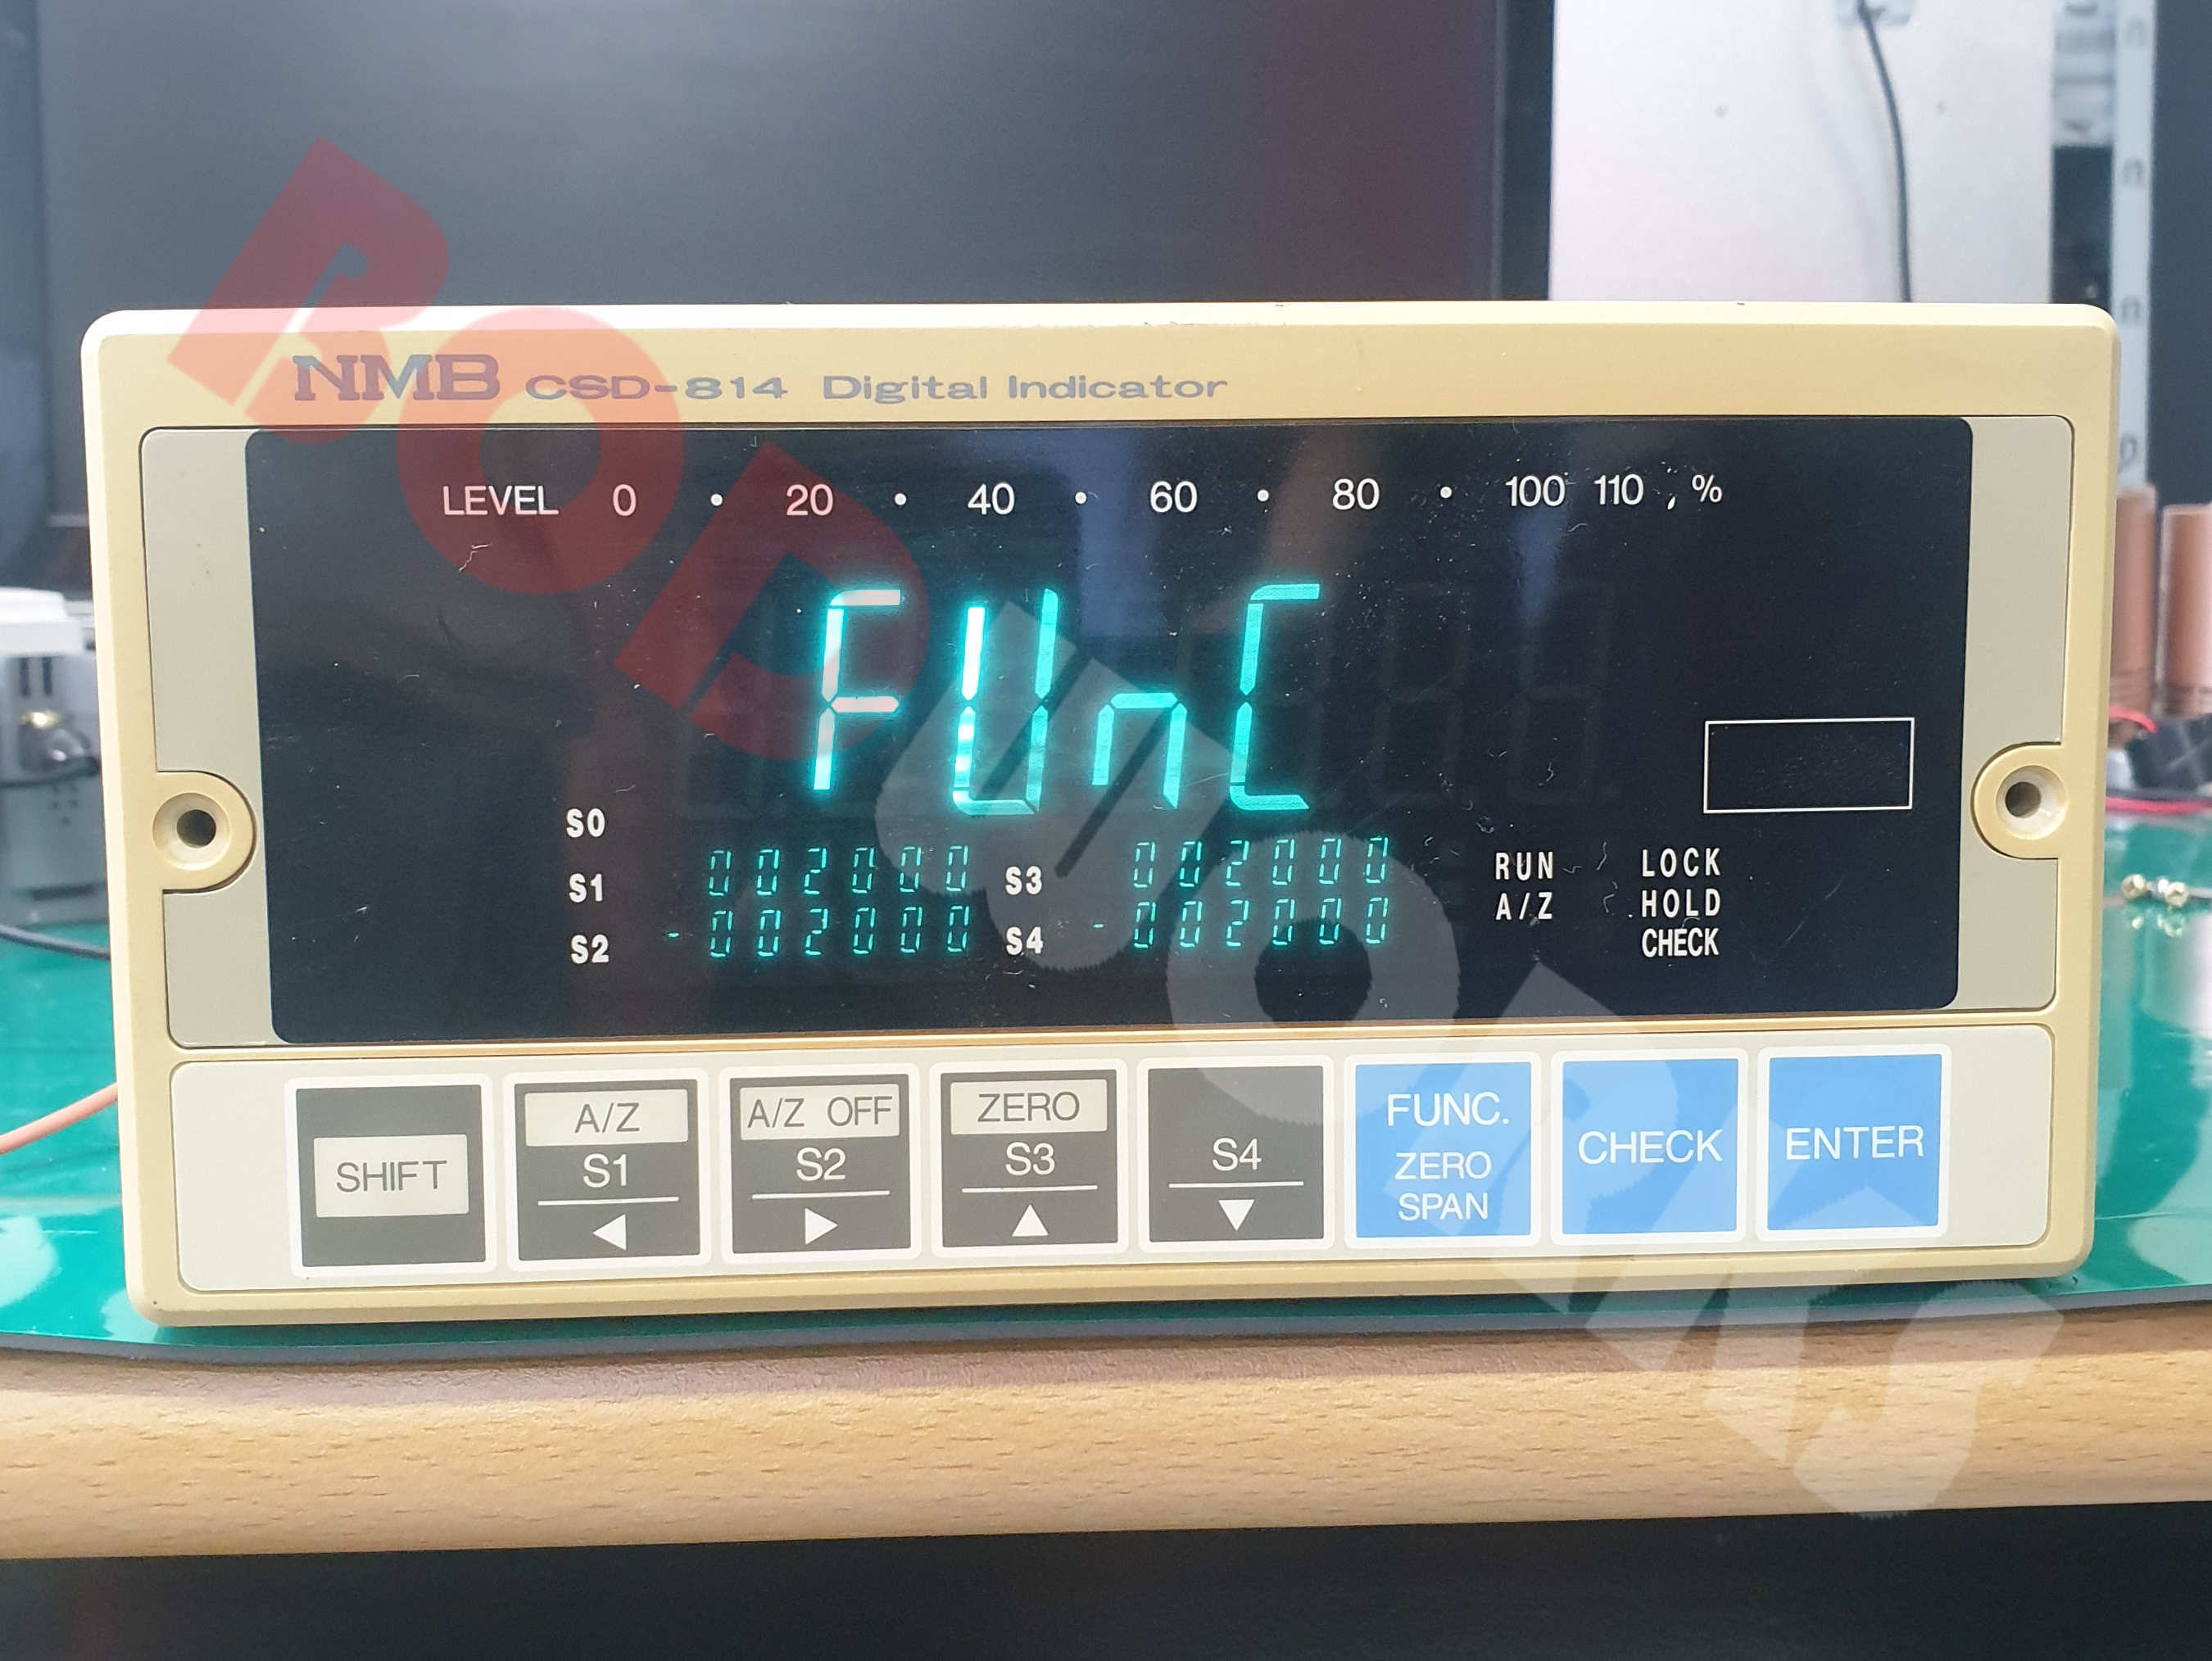 NMB CSD-814 Digital Indicator
LEVEL 0 • 20 • 40 • 60 • 80 • 100 110 , %
FUnC
S0
S1 002000 S3 002000 RUN LOCK
A/Z HOLD
S2 -002000 S4 -002000 CHECK
SHIFT
A/Z
S1
◀
A/Z OFF
S2
▶
ZERO
S3
▲
S4
▼
FUNC.
ZERO
SPAN
CHECK
ENTER
BOD